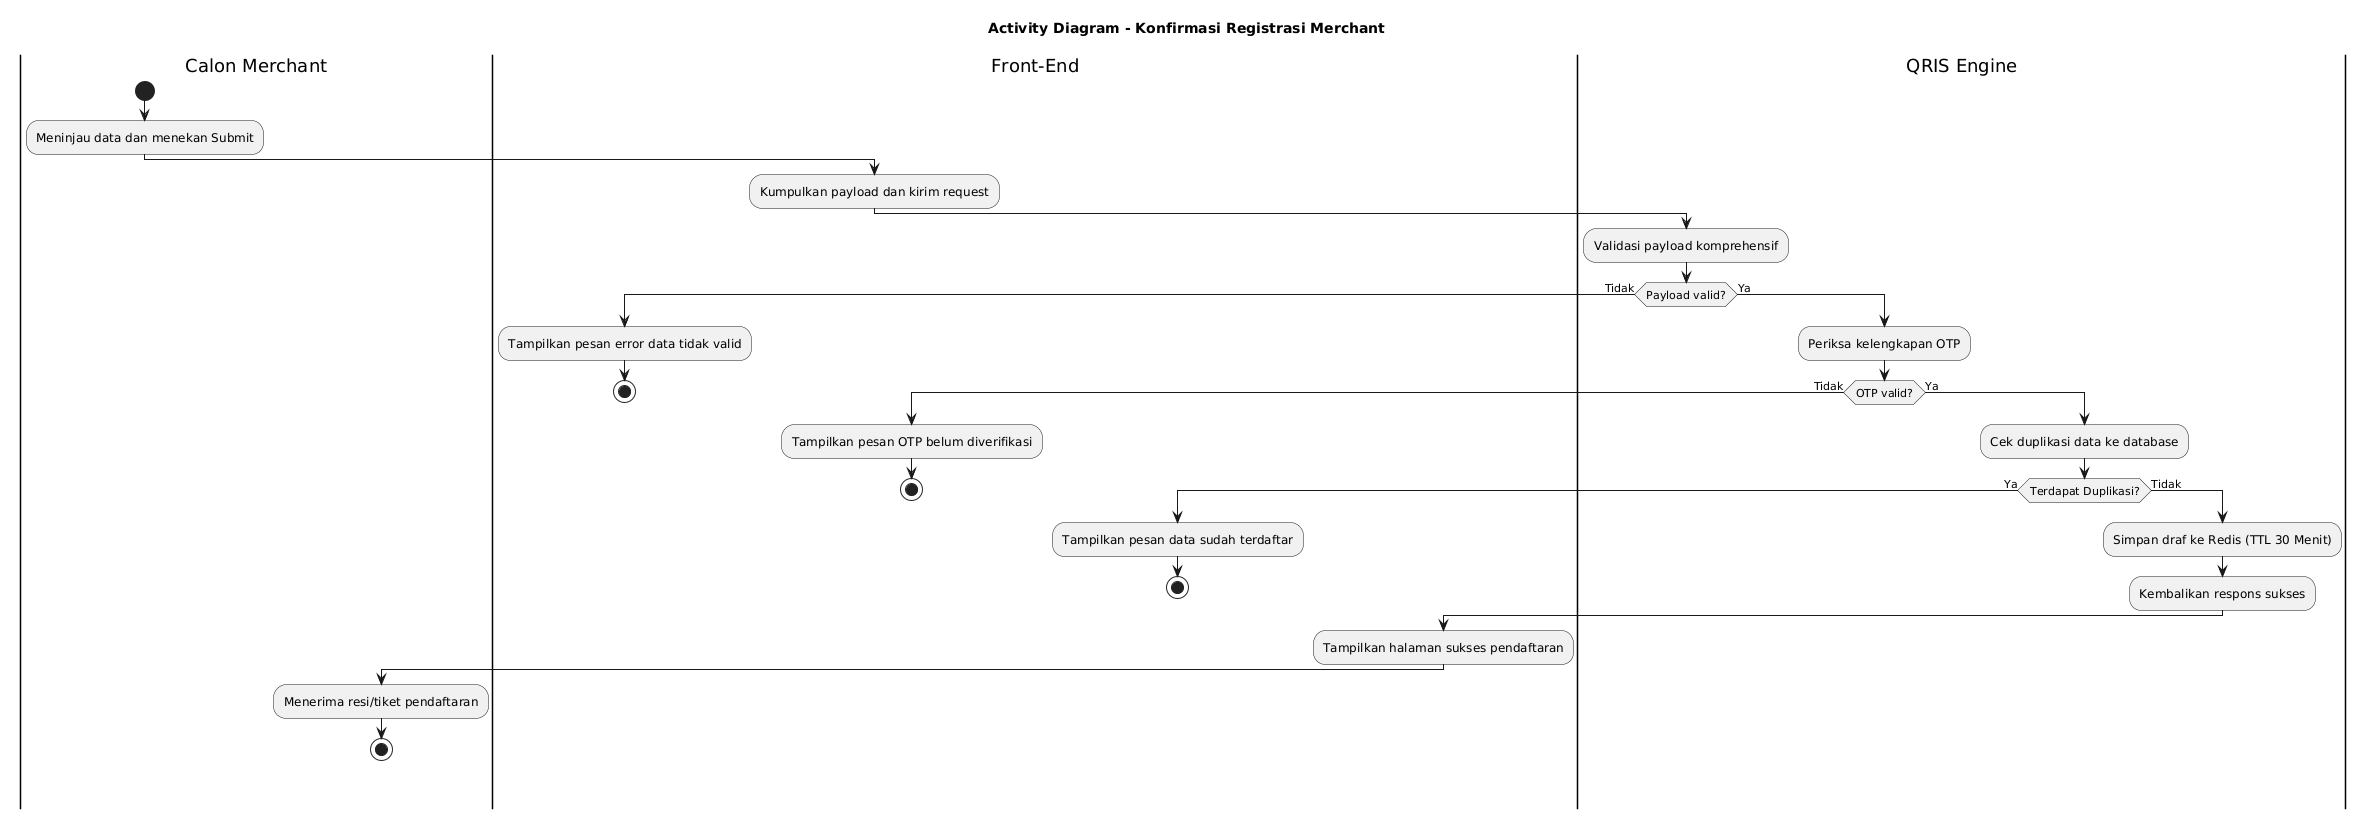 Activity Diagram - Konfirmasi Registrasi Merchant
Calon Merchant
Front-End
QRIS Engine
Meninjau data dan menekan Submit
Kumpulkan payload dan kirim request
Validasi payload komprehensif
Tidak
Payload valid?
Ya
Tampilkan pesan error data tidak valid
Periksa kelengkapan OTP
Tidak
OTP valid?
Ya
Tampilkan pesan OTP belum diverifikasi
Cek duplikasi data ke database
Ya
Terdapat Duplikasi?
Tidak
Tampilkan pesan data sudah terdaftar
Simpan draf ke Redis (TTL 30 Menit)
Kembalikan respons sukses
Tampilkan halaman sukses pendaftaran
Menerima resi/tiket pendaftaran